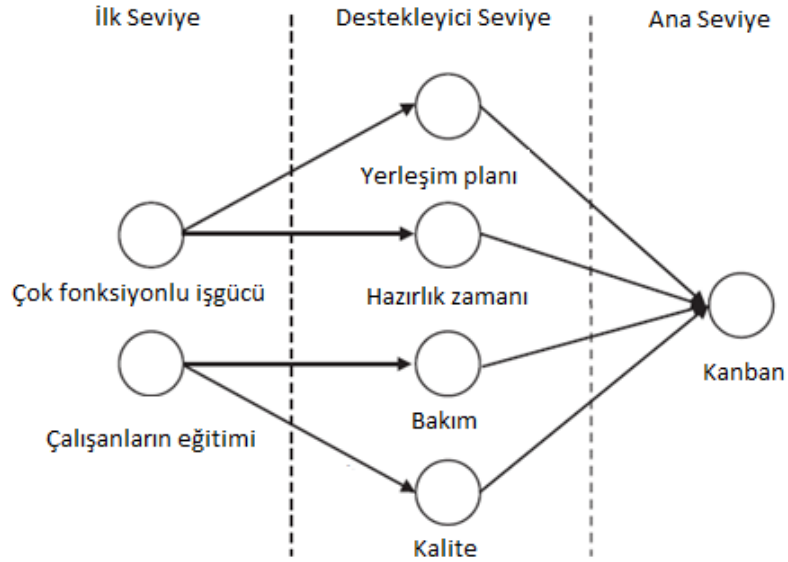 İlk Seviye
Destekleyici Seviye
Ana Seviye
Yerleşim planı
Çok fonksiyonlu işgücü
Hazırlık zamanı
Kanban
Çalışanların eğitimi
Bakım
Kalite